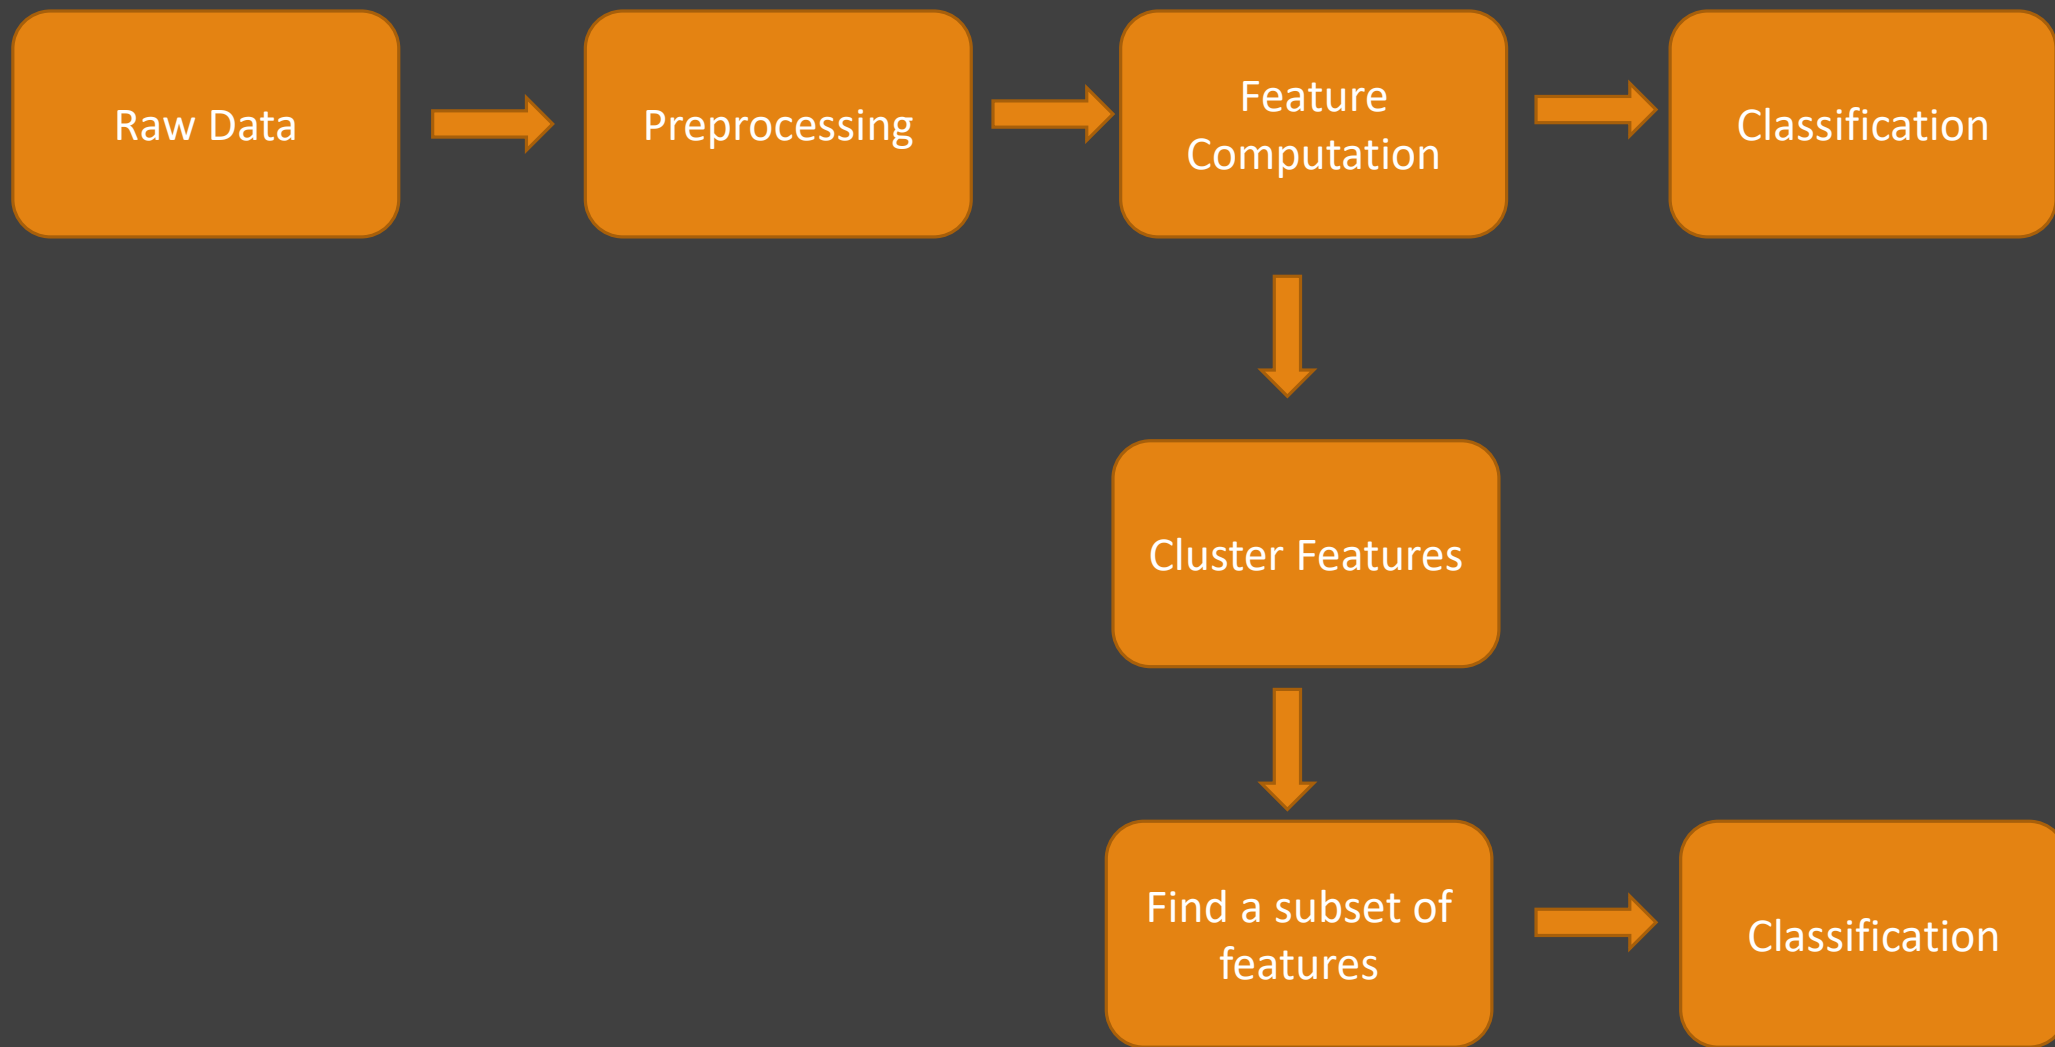 Raw Data
Preprocessing
Feature
Computation
Classification
Cluster Features
Find a subset of
features
Classification